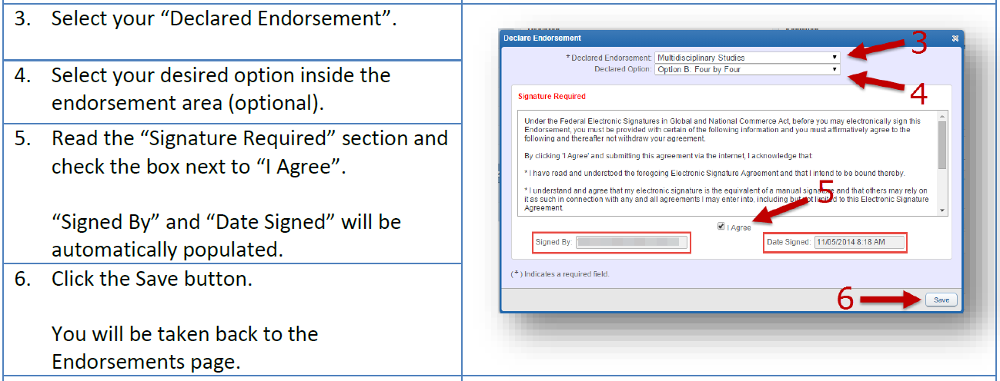 3. Select your “Declared Endorsement”.
4. Select your desired option inside the
endorsement area (optional).
5. Read the “Signature Required” section and
check the box next to “I Agree”.
“Signed By” and “Date Signed” will be
automatically populated.
6. Click the Save button.
You will be taken back to the
Endorsements page.
Declare Endorsement
* Declared Endorsement: Multidisciplinary Studies
Declared Option: Option B: Four by Four
3
4
Signature Required
Under the Federal Electronic Signatures in Global and National Commerce Act, before you may electronically sign this
Endorsement, you must be provided with certain of the following information and you must affirmatively agree to the
following and thereafter not withdraw your agreement.
By clicking 'I Agree' and submitting this agreement via the internet, I acknowledge that:
* I have read and understood the foregoing Electronic Signature Agreement and that I intend to be bound thereby.
* I understand and agree that my electronic signature is the equivalent of a manual signature and that others may rely on
it as such in connection with any and all agreements I may enter into, including but not limited to this Electronic Signature
Agreement.
5
I Agree
Signed By:
Date Signed: 11/05/2014 8:18 AM
(*) Indicates a required field.
6
Save